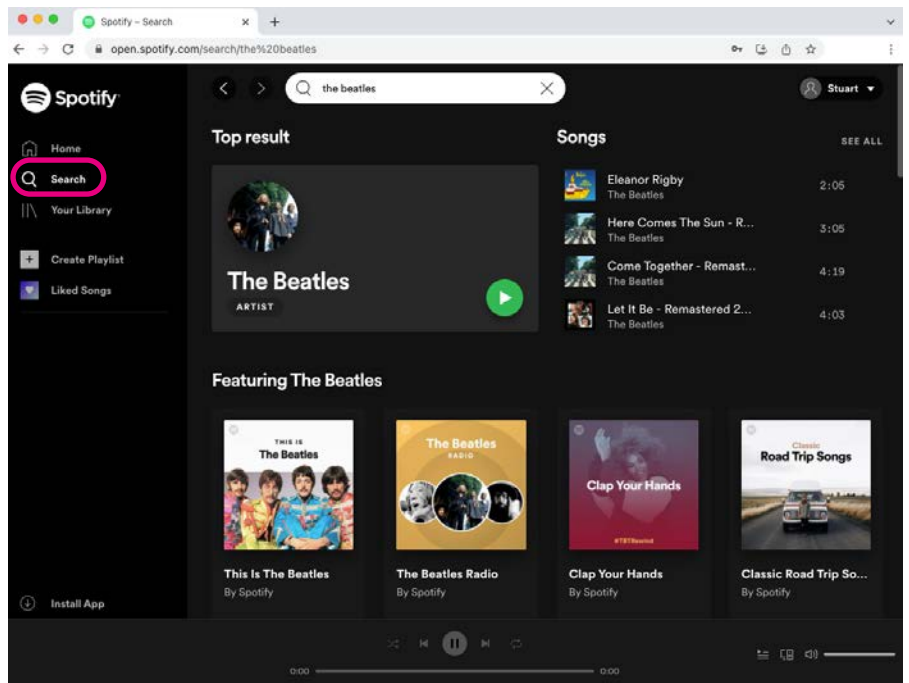 Spotify – Search
open.spotify.com/search/the%20beatles
Spotify
the beatles
Stuart
Home
Search
Your Library
Create Playlist
Liked Songs
Install App
Top result
The Beatles
ARTIST
Songs
SEE ALL
Eleanor Rigby
The Beatles
2:05
Here Comes The Sun - R...
The Beatles
3:05
Come Together - Remast...
The Beatles
4:19
Let It Be - Remastered 2...
The Beatles
4:03
Featuring The Beatles
THIS IS
The Beatles
This Is The Beatles
By Spotify
The Beatles
RADIO
The Beatles Radio
By Spotify
Clap Your Hands
#TBTRewind
Clap Your Hands
By Spotify
Classic
Road Trip Songs
Classic Road Trip So...
By Spotify
0:00
0:00